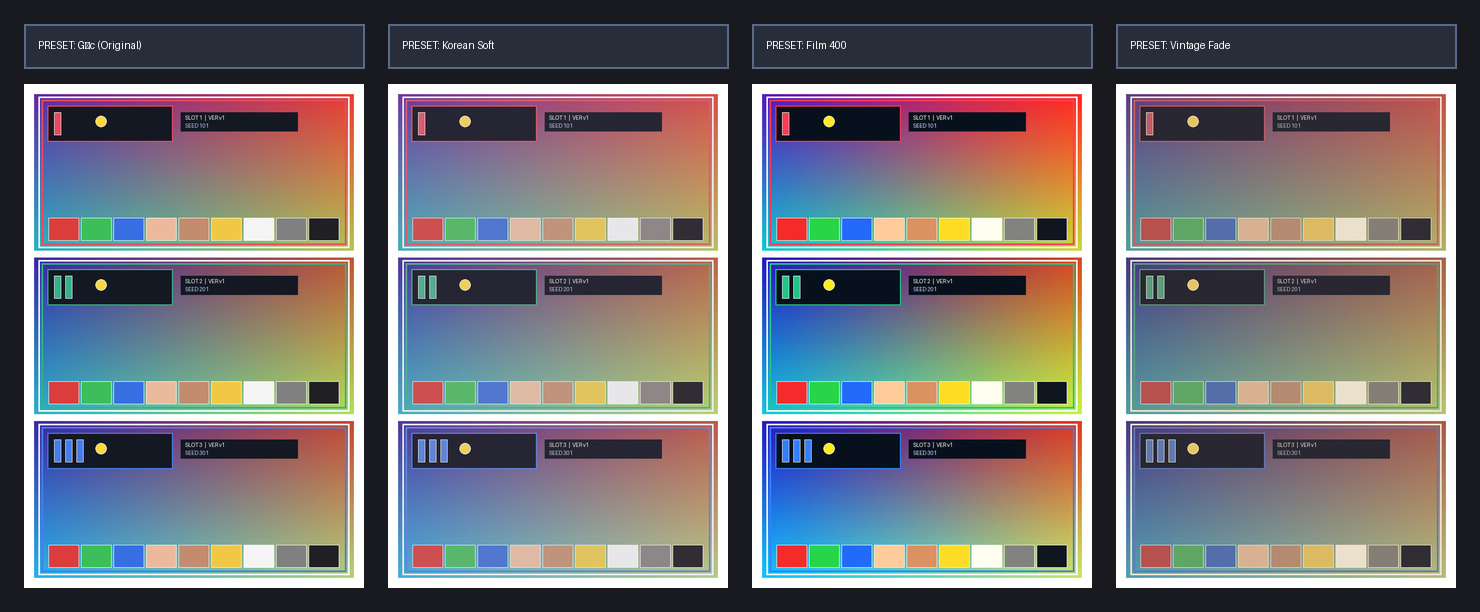 PRESET: (Original)
SLOT1 | VERv1
SEED101
SLOT2 | VERv1
SEED201
SLOT3 | VERv1
SEED301
PRESET: Korean Soft
SLOT1 | VERv1
SEED101
SLOT2 | VERv1
SEED201
SLOT3 | VERv1
SEED301
PRESET: Film 400
SLOT1 | VERv1
SEED101
SLOT2 | VERv1
SEED201
SLOT3 | VERv1
SEED301
PRESET: Vintage Fade
SLOT1 | VERv1
SEED101
SLOT2 | VERv1
SEED201
SLOT3 | VERv1
SEED301